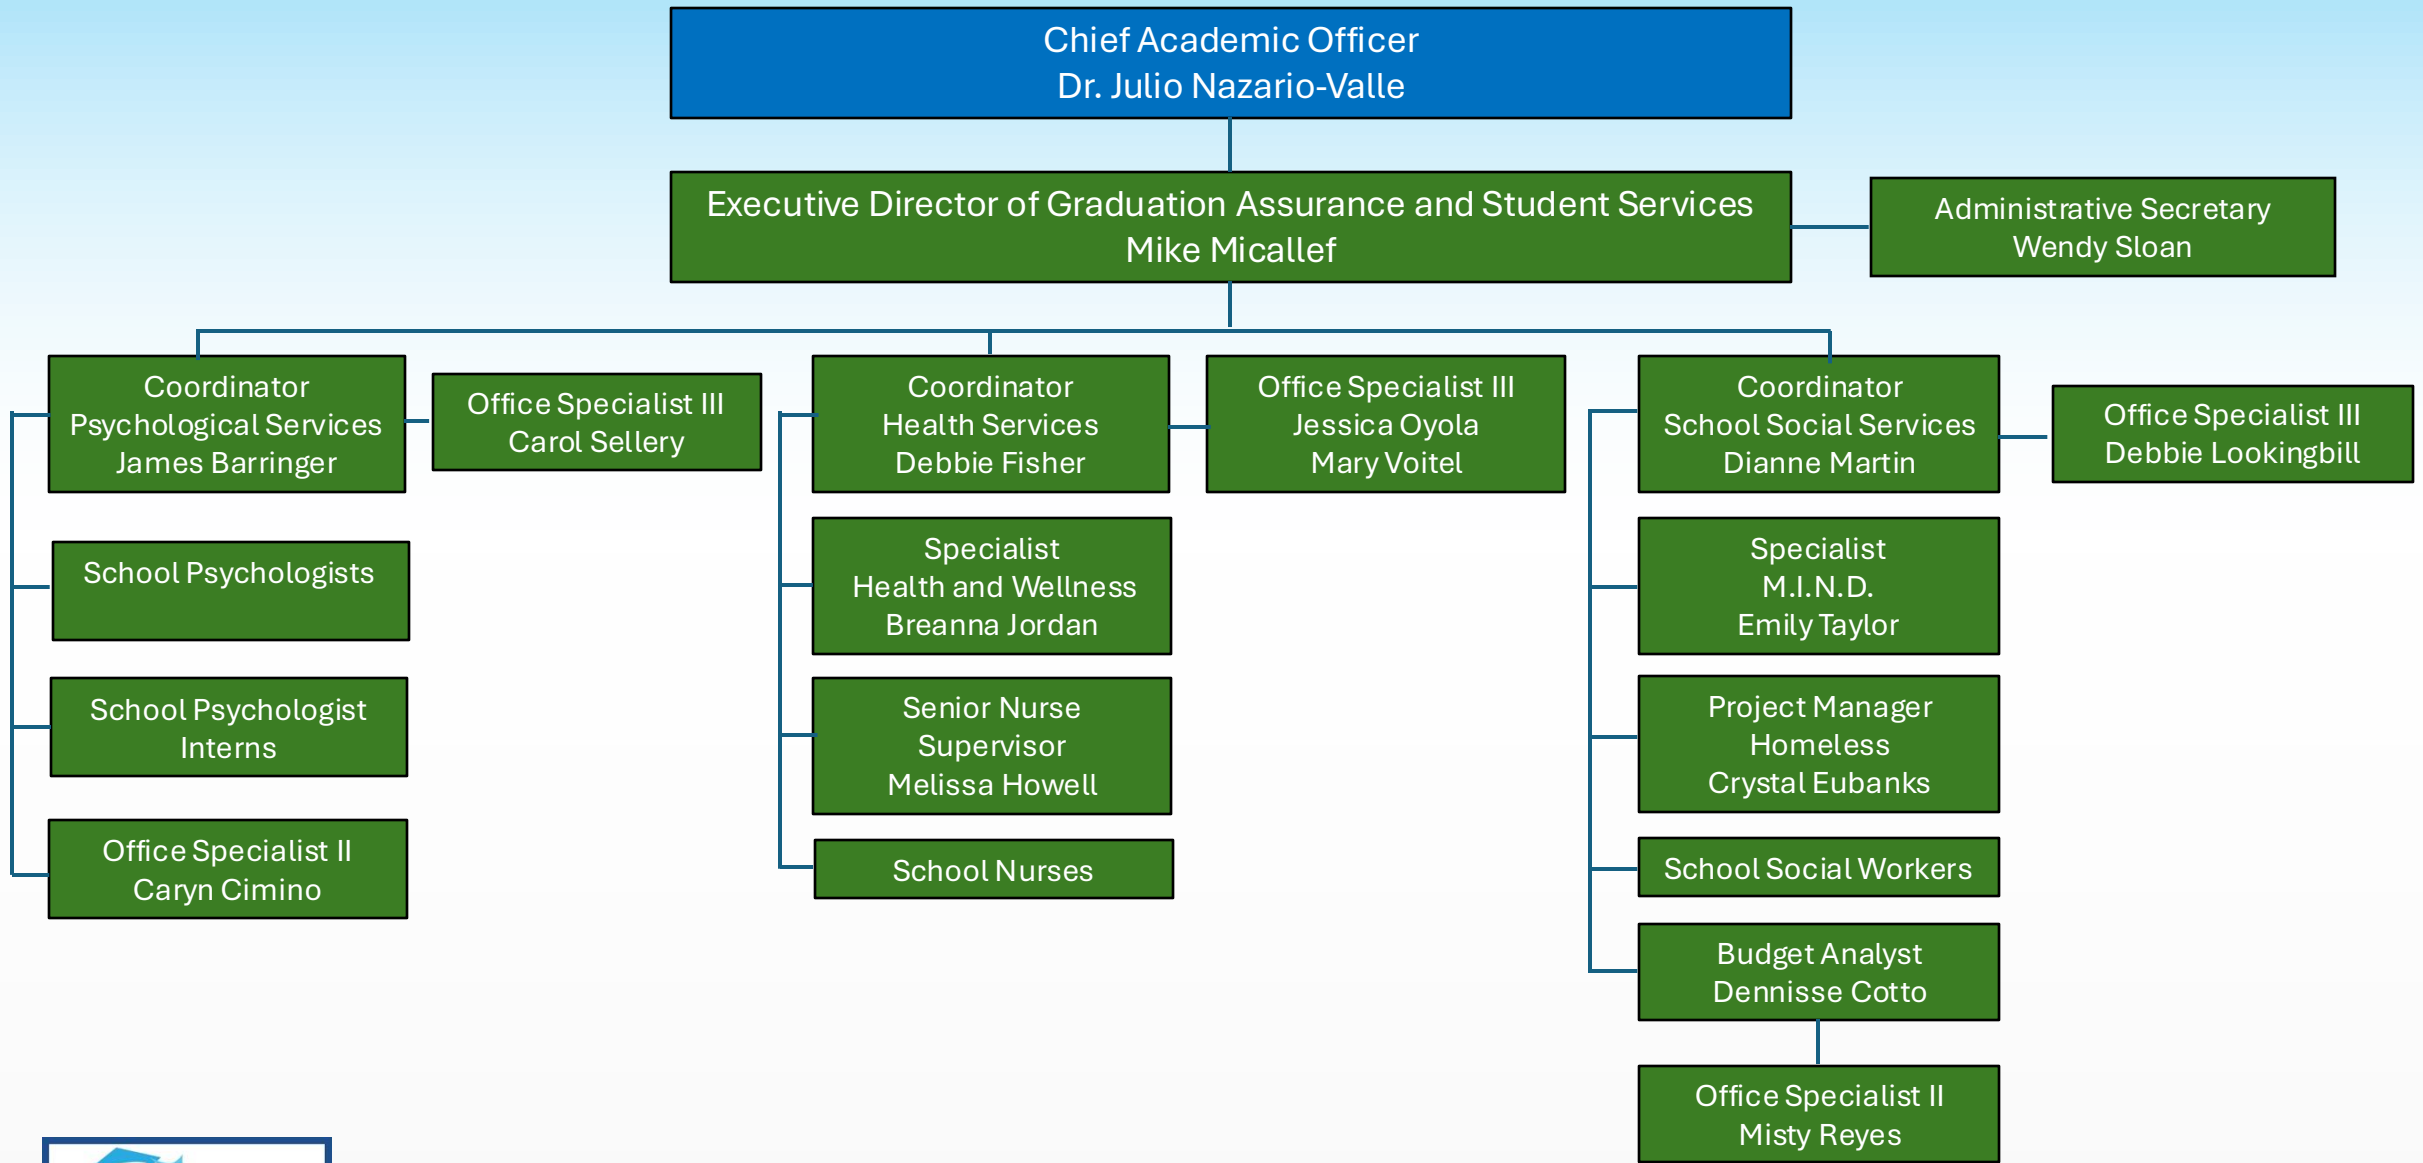 Chief Academic Officer
Dr. Julio Nazario-Valle
Executive Director of Graduation Assurance and Student Services
Mike Micallef
Administrative Secretary
Wendy Sloan
Coordinator
Psychological Services
James Barringer
Office Specialist III
Carol Sellery
School Psychologists
School Psychologist
Interns
Office Specialist II
Caryn Cimino
Coordinator
Health Services
Debbie Fisher
Office Specialist III
Jessica Oyola
Mary Voitel
Specialist
Health and Wellness
Breanna Jordan
Senior Nurse
Supervisor
Melissa Howell
School Nurses
Coordinator
School Social Services
Dianne Martin
Office Specialist III
Debbie Lookingbill
Specialist
M.I.N.D.
Emily Taylor
Project Manager
Homeless
Crystal Eubanks
School Social Workers
Budget Analyst
Dennisse Cotto
Office Specialist II
Misty Reyes